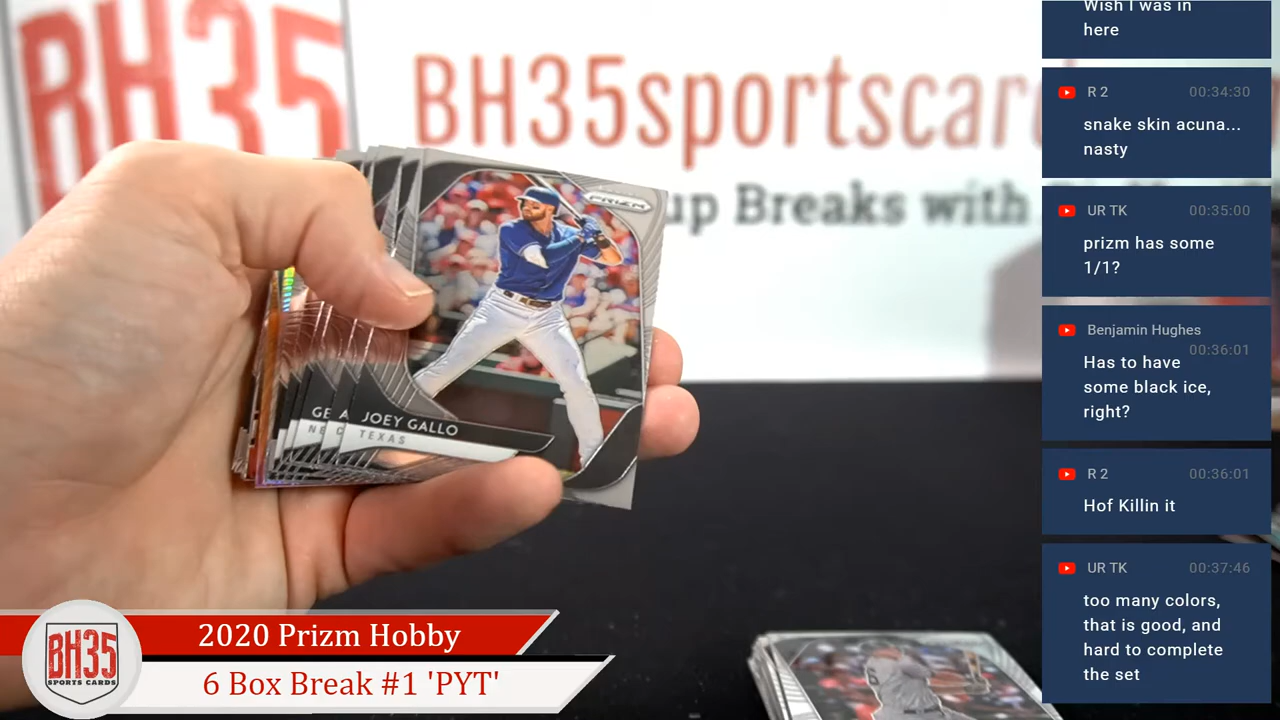 BH35
BH35sportscar
up Breaks with
PRIZM
GE A JOEY GALLO
NE C TEXAS
BH35
SPORTS CARDS
2020 Prizm Hobby
6 Box Break #1 'PYT'
Wish I was in
here
R 2 00:34:30
snake skin acuna...
nasty
UR TK 00:35:00
prizm has some
1/1?
Benjamin Hughes
00:36:01
Has to have
some black ice,
right?
R 2 00:36:01
Hof Killin it
UR TK 00:37:46
too many colors,
that is good, and
hard to complete
the set